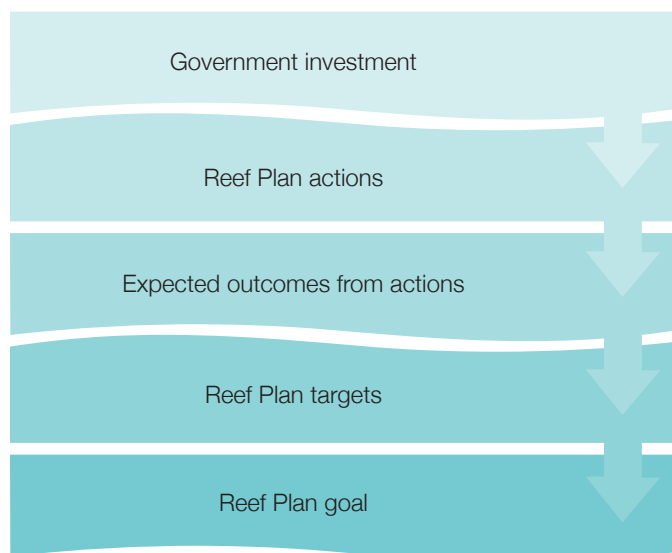 Government investment
Reef Plan actions
Expected outcomes from actions
Reef Plan targets
Reef Plan goal